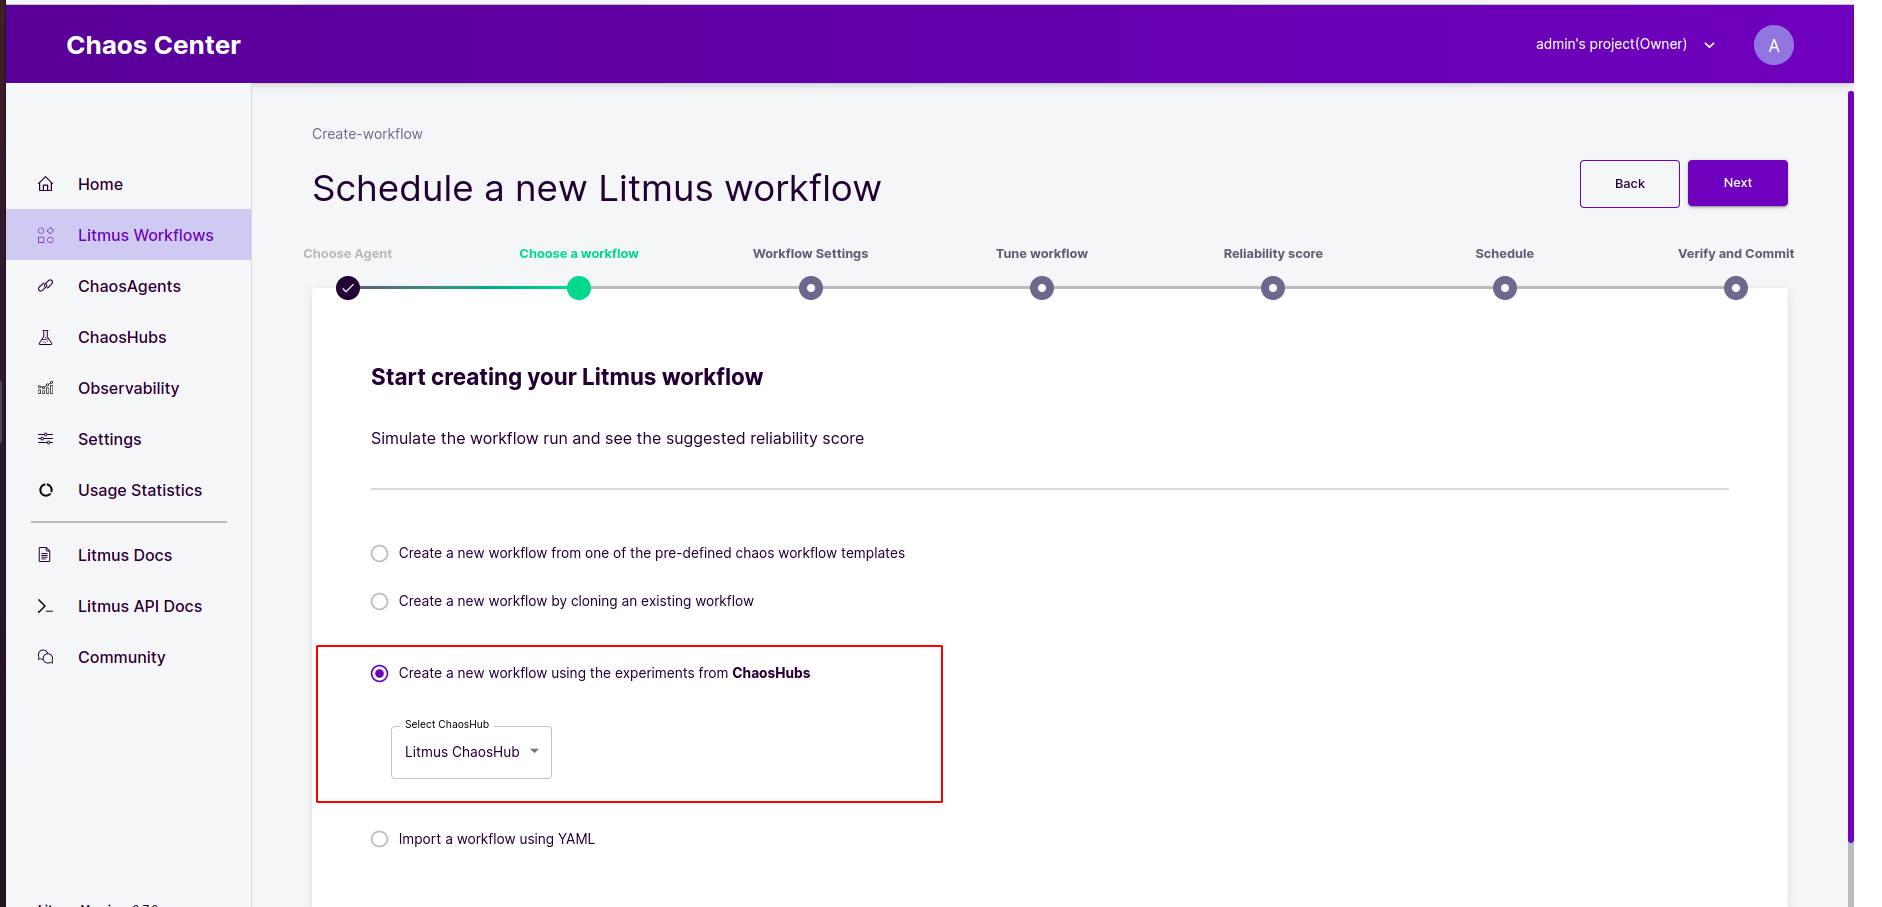 Chaos Center
admin's project(Owner)
A
Home
Litmus Workflows
ChaosAgents
ChaosHubs
Observability
Settings
Usage Statistics
Litmus Docs
Litmus API Docs
Community
Create-workflow
Schedule a new Litmus workflow
Back
Next
Choose Agent
Choose a workflow
Workflow Settings
Tune workflow
Reliability score
Schedule
Verify and Commit
Start creating your Litmus workflow
Simulate the workflow run and see the suggested reliability score
Create a new workflow from one of the pre-defined chaos workflow templates
Create a new workflow by cloning an existing workflow
Create a new workflow using the experiments from ChaosHubs
Select ChaosHub
Litmus ChaosHub
Import a workflow using YAML